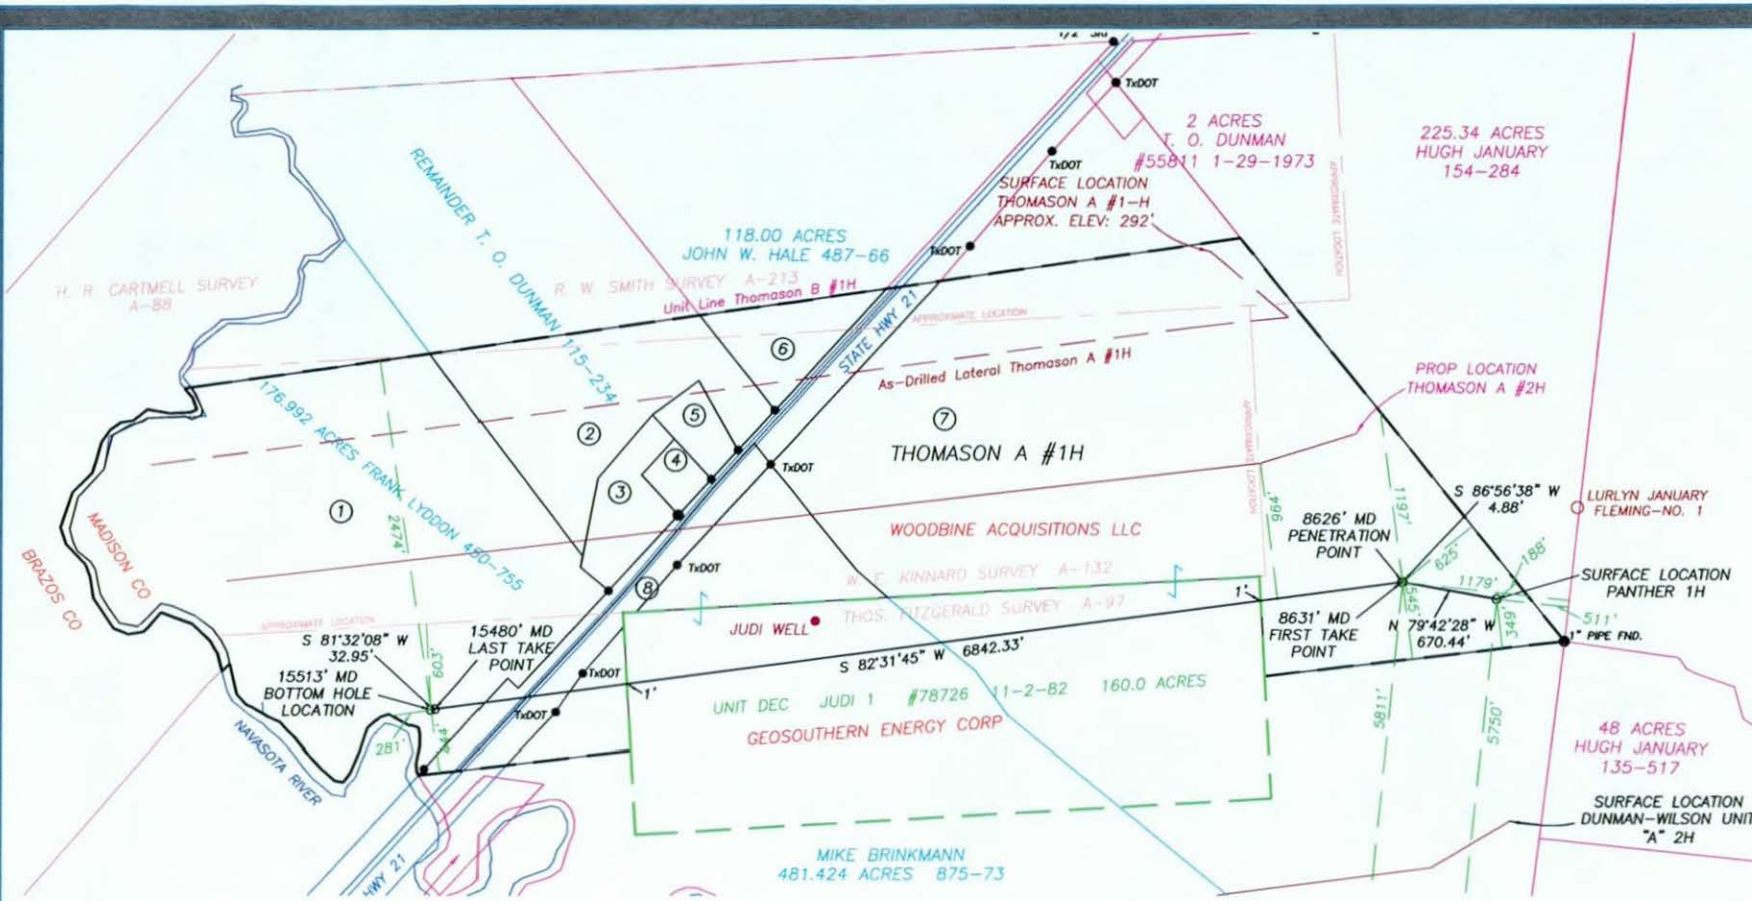 TxDOT
2 ACRES
T. O. DUNMAN
#55811 1-29-1973
TxDOT
225.34 ACRES
HUGH JANUARY
154-284
APPROXIMATE LOCATION
SURFACE LOCATION
THOMASON A #1-H
APPROX. ELEV: 292'
TxDOT
REMAINDER T. O. DUNMAN 115-234
118.00 ACRES
JOHN W. HALE 487-66
H. R. CARTMELL SURVEY
A-88
R. W. SMITH SURVEY A-213
Unit Line Thomason B #1H
STATE HWY 21
APPROXIMATE LOCATION
As-Drilled Lateral Thomason A #1H
PROP LOCATION
THOMASON A #2H
176.992 ACRES FRANK LYDDON 480-755
6
5
2
4
3
1
7
8
THOMASON A #1H
TxDOT
APPROXIMATE LOCATION
2474'
964'
1197'
S 86°56'38" W
4.88'
LURLYN JANUARY
FLEMING-NO. 1
8626' MD
PENETRATION
POINT
MADISON CO
BRAZOS CO
WOODBINE ACQUISITIONS LLC
W. F. KINNARD SURVEY A-132
THOS. FITZGERALD SURVEY A-97
TxDOT
625'
188'
1179'
SURFACE LOCATION
PANTHER 1H
511'
1" PIPE FND.
349'
545'
1'
8631' MD
FIRST TAKE
POINT
N 79°42'28" W
670.44'
JUDI WELL
APPROXIMATE LOCATION
S 81°32'08" W
32.95'
15480' MD
LAST TAKE
POINT
603'
15513' MD
BOTTOM HOLE
LOCATION
TxDOT
1'
S 82°31'45" W 6842.33'
UNIT DEC JUDI 1 #78726 11-2-82 160.0 ACRES
GEOSOUTHERN ENERGY CORP
TxDOT
281'
NAVASOTA RIVER
5811'
5750'
48 ACRES
HUGH JANUARY
135-517
SURFACE LOCATION
DUNMAN-WILSON UNIT
"A" 2H
MIKE BRINKMANN
481.424 ACRES 875-73
HWY 21